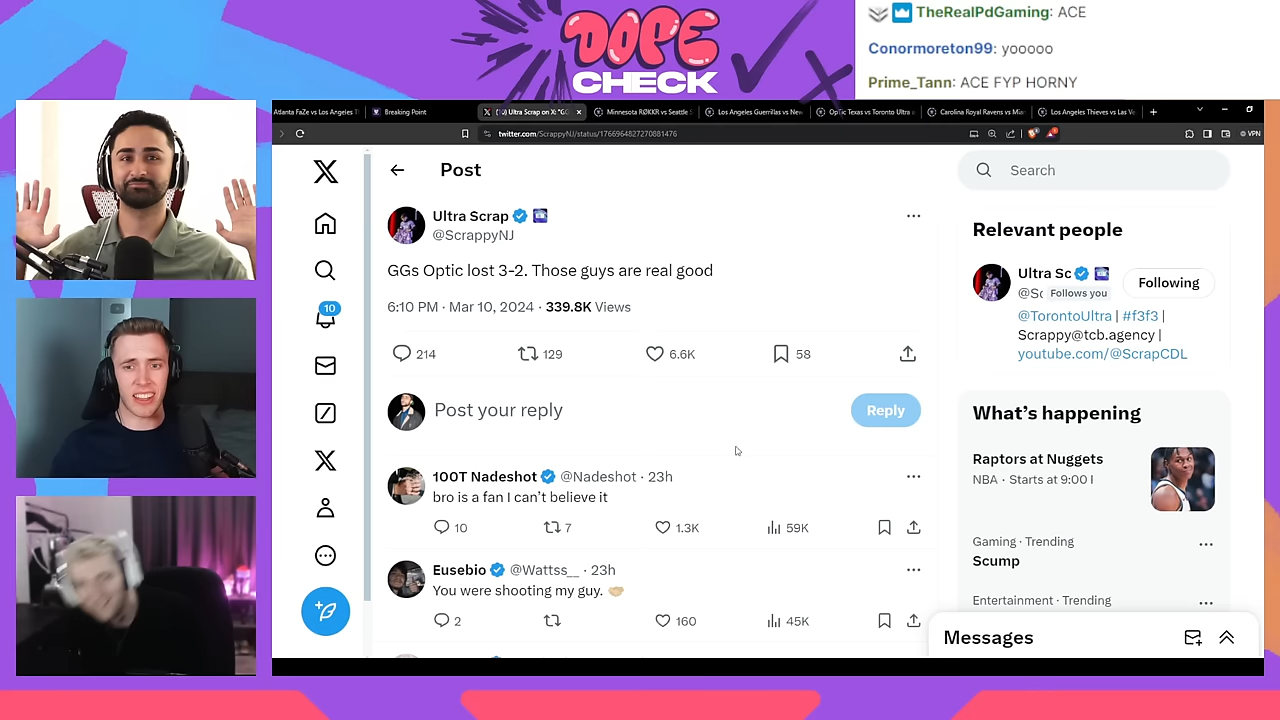 DOPE
CHECK
TheRealPdGaming: ACE
Conormoreton99: yooooo
Prime_Tann: ACE FYP HORNY
Atlanta FaZe vs Los Angeles T
Breaking Point
(10) Ultra Scrap on X: "GG
Minnesota RØKKR vs Seattle S
Los Angeles Guerrillas vs New
OpTic Texas vs Toronto Ultra
Carolina Royal Ravens vs Miam
Los Angeles Thieves vs Las Ve
twitter.com/ScrappyNJ/status/1766964827270881476
VPN
Post
Search
Ultra Scrap
@ScrappyNJ
GGs Optic lost 3-2. Those guys are real good
6:10 PM · Mar 10, 2024 · 339.8K Views
214 129 6.6K 58
Post your reply
Reply
10
100T Nadeshot @Nadeshot · 23h
bro is a fan I can't believe it
10 7 1.3K 59K
Eusebio @Wattss__ · 23h
You were shooting my guy. 🤝
2 160 45K
Relevant people
Ultra Sc
@Sc Follows you
Following
@TorontoUltra | #f3f3 |
Scrappy@tcb.agency |
youtube.com/@ScrapCDL
What's happening
Raptors at Nuggets
NBA · Starts at 9:00 I
Gaming · Trending
Scump
Entertainment · Trending
Messages